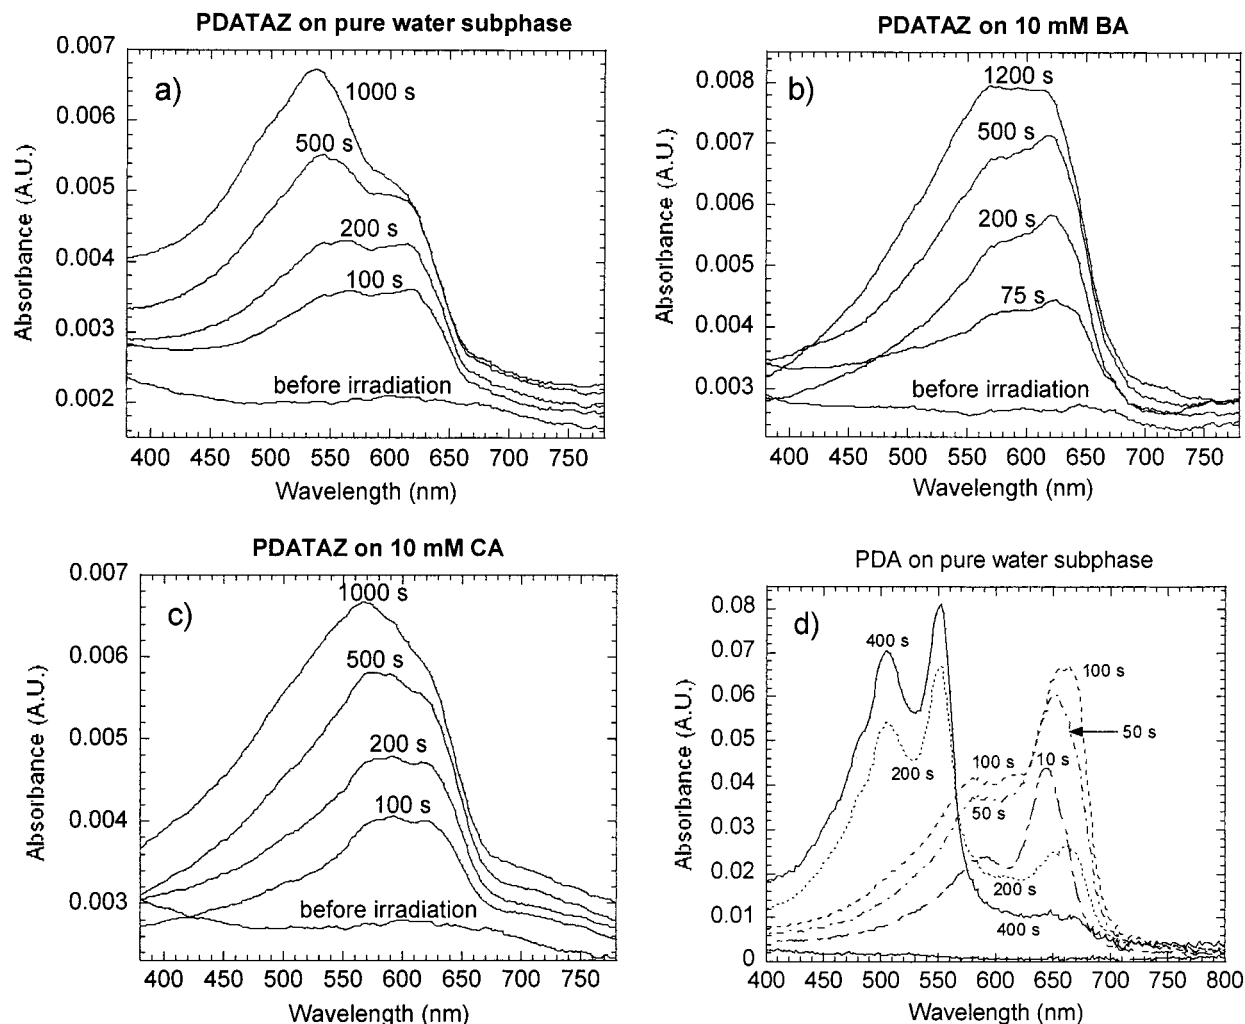 PDATAZ on pure water subphase
a)
0.007
0.006
0.005
0.004
0.003
0.002
Absorbance (A.U.)
1000 s
500 s
200 s
100 s
before irradiation
400 450 500 550 600 650 700 750
Wavelength (nm)
PDATAZ on 10 mM BA
b)
0.008
0.007
0.006
0.005
0.004
0.003
Absorbance (A.U.)
1200 s
500 s
200 s
75 s
before irradiation
400 450 500 550 600 650 700 750
Wavelength (nm)
PDATAZ on 10 mM CA
c)
0.007
0.006
0.005
0.004
0.003
Absorbance (A.U.)
1000 s
500 s
200 s
100 s
before irradiation
400 450 500 550 600 650 700 750
Wavelength (nm)
PDA on pure water subphase
d)
0.08
0.07
0.06
0.05
0.04
0.03
0.02
0.01
0
Absorbance (A.U.)
400 s
100 s
50 s
100 s
10 s
200 s
50 s
200 s
400 s
400 450 500 550 600 650 700 750 800
Wavelength (nm)